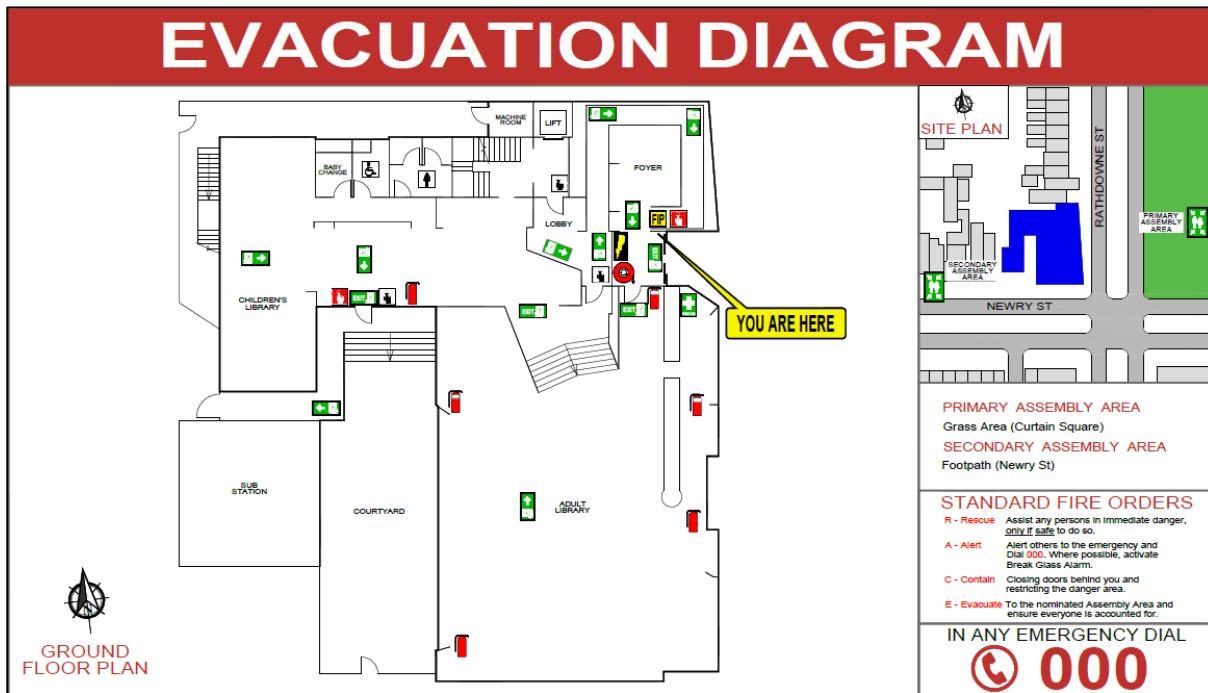 EVACUATION DIAGRAM
MACHINE
ROOM
LIFT
BABY
CHANGE
FOYER
FIP
LOBBY
CHILDREN'S
LIBRARY
EXIT
EXIT
EXIT
EXIT
YOU ARE HERE
SUB
STATION
COURTYARD
ADULT
LIBRARY
GROUND
FLOOR PLAN
SITE PLAN
RATHDOWNE ST
PRIMARY
ASSEMBLY
AREA
SECONDARY
ASSEMBLY
AREA
NEWRY ST
PRIMARY ASSEMBLY AREA
Grass Area (Curtain Square)
SECONDARY ASSEMBLY AREA
Footpath (Newry St)
STANDARD FIRE ORDERS
R - Rescue Assist any persons in immediate danger,
only if safe to do so.
A - Alert Alert others to the emergency and
Dial 000. Where possible, activate
Break Glass Alarm.
C - Contain Closing doors behind you and
restricting the danger area.
E - Evacuate To the nominated Assembly Area and
ensure everyone is accounted for.
IN ANY EMERGENCY DIAL
000